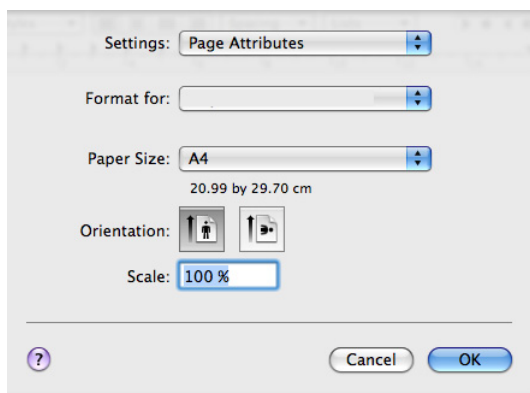 Settings: Page Attributes
Format for:
Paper Size: A4
20.99 by 29.70 cm
Orientation:
Scale: 100 %
? Cancel OK